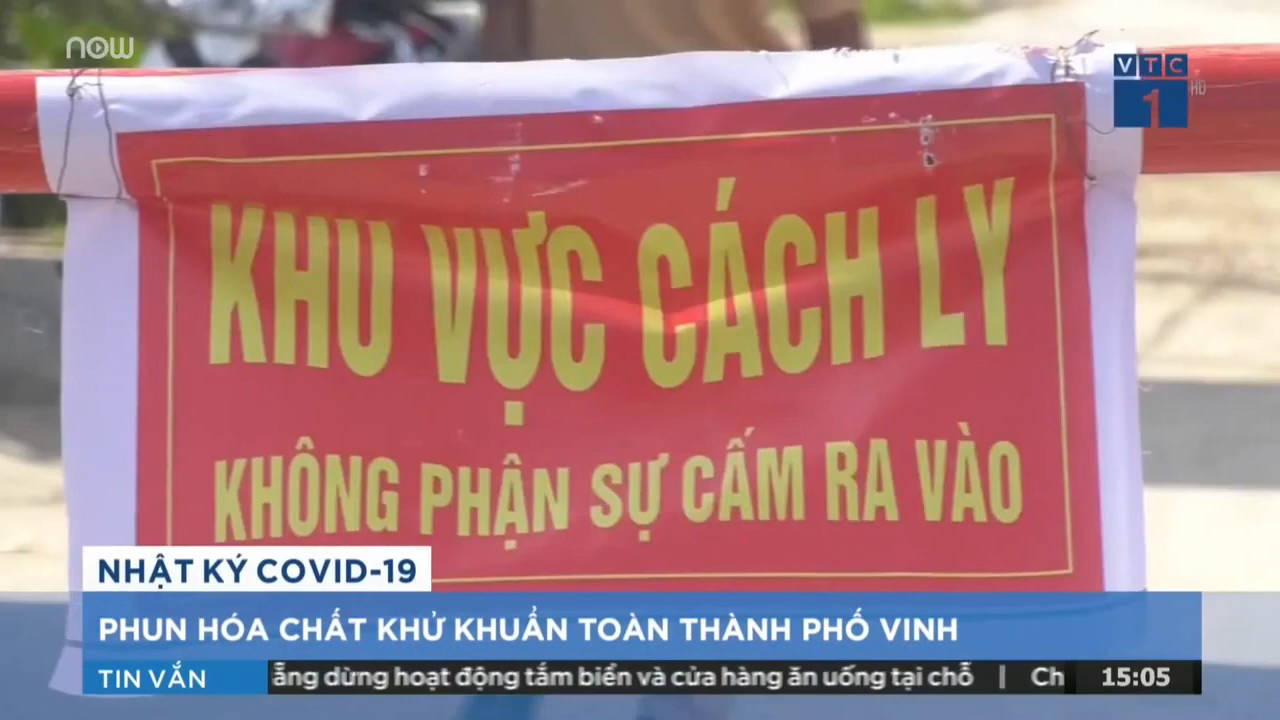 now
VTC
1
HD
KHU VỰC CÁCH LY
KHÔNG PHẬN SỰ CẤM RA VÀO
NHẬT KÝ COVID-19
PHUN HÓA CHẤT KHỬ KHUẨN TOÀN THÀNH PHỐ VINH
TIN VẮN
ẵng dừng hoạt động tắm biển và cửa hàng ăn uống tại chỗ | Ch
15:05